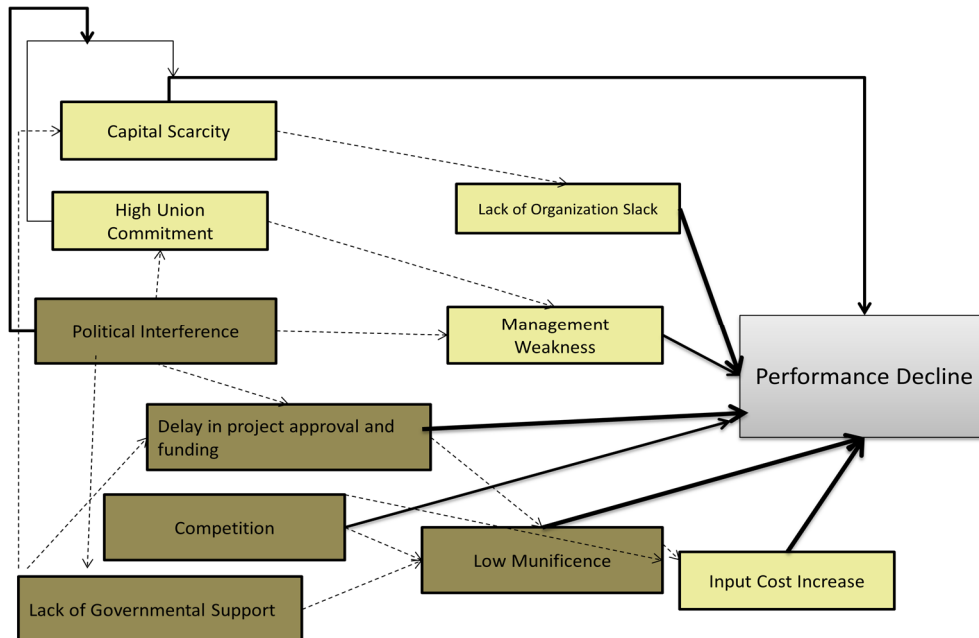 Capital Scarcity
Lack of Organization Slack
High Union
Commitment
Political Interference
Management
Weakness
Performance Decline
Delay in project approval and
funding
Competition
Low Munificence
Input Cost Increase
Lack of Governmental Support